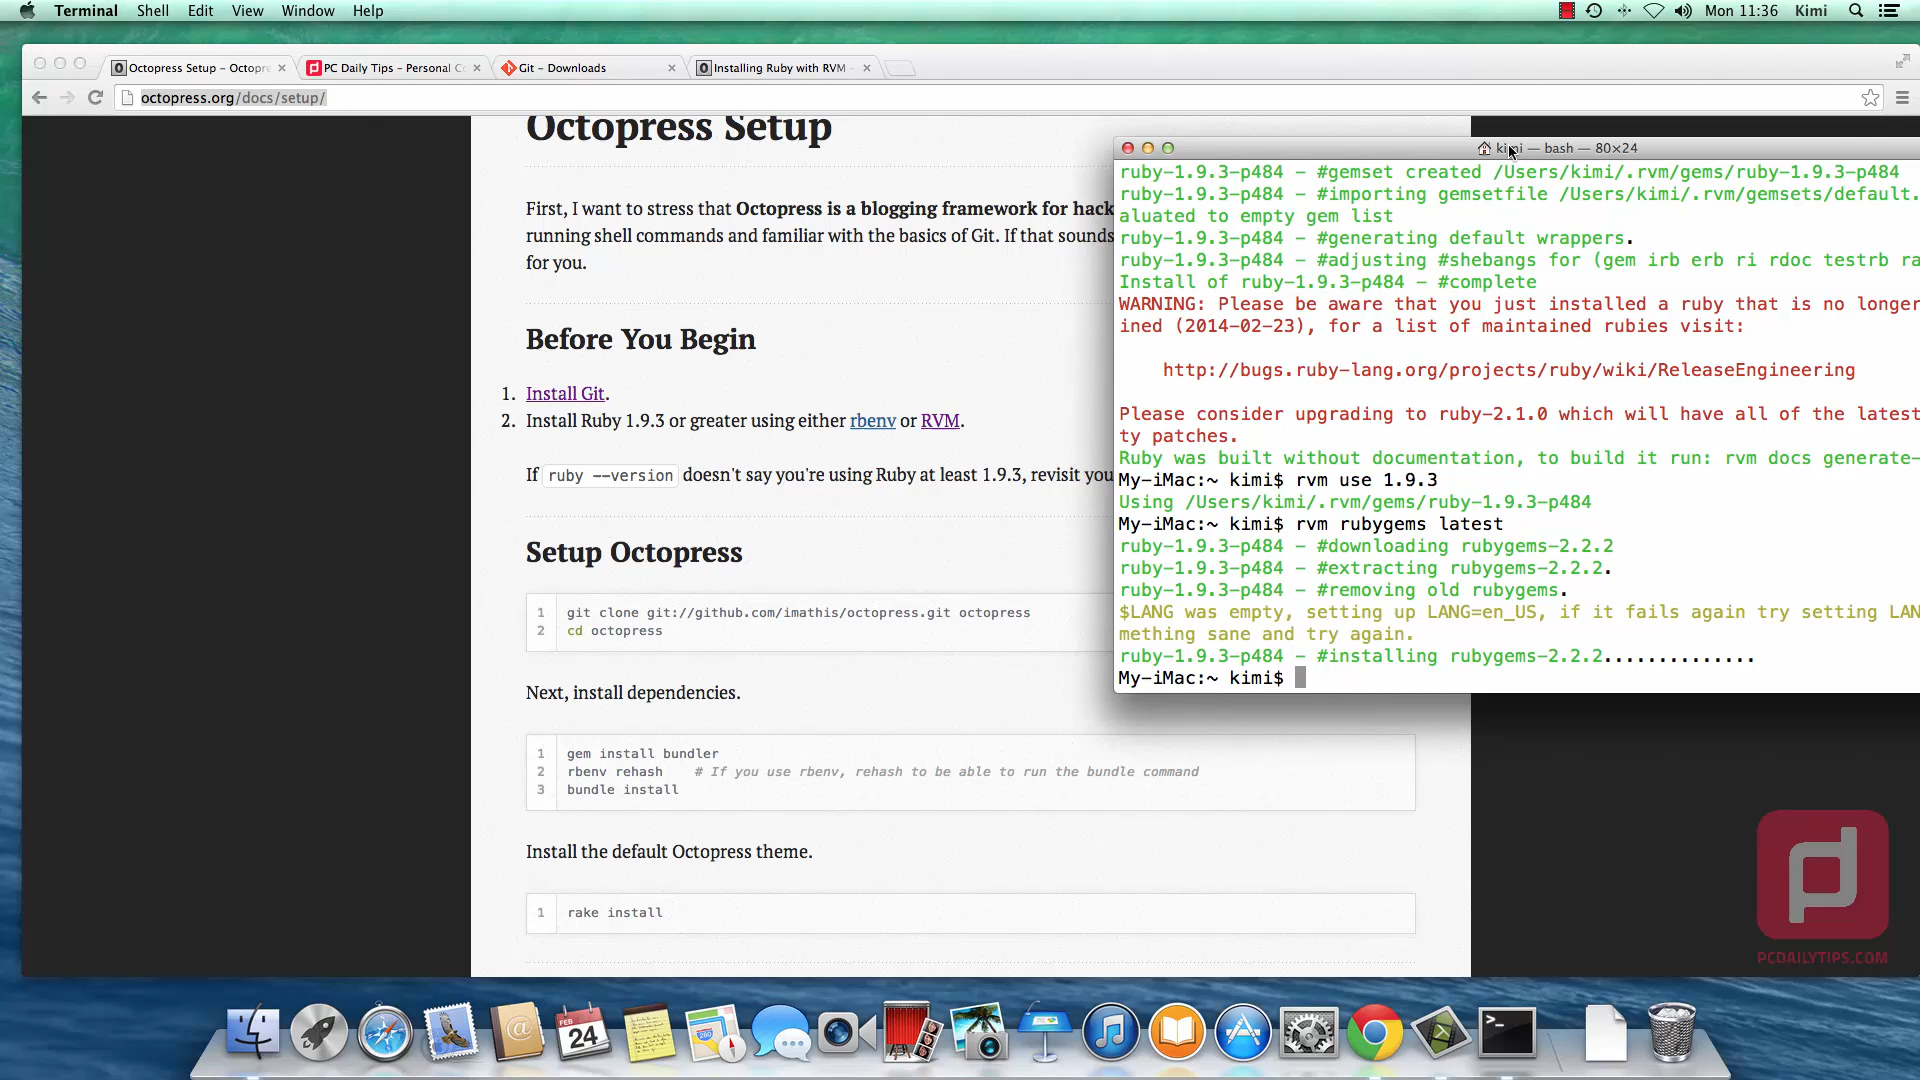 Terminal Shell Edit View Window Help Mon 11:36 Kimi
Octopress Setup – Octopre
PC Daily Tips – Personal C
Git – Downloads
Installing Ruby with RVM –
octopress.org/docs/setup/
Octopress Setup
First, I want to stress that Octopress is a blogging framework for hack
running shell commands and familiar with the basics of Git. If that sounds
for you.
Before You Begin
1. Install Git.
2. Install Ruby 1.9.3 or greater using either rbenv or RVM.
If ruby --version doesn't say you're using Ruby at least 1.9.3, revisit you
Setup Octopress
1 git clone git://github.com/imathis/octopress.git octopress
2 cd octopress
Next, install dependencies.
1 gem install bundler
2 rbenv rehash # If you use rbenv, rehash to be able to run the bundle command
3 bundle install
Install the default Octopress theme.
1 rake install
kimi — bash — 80×24
ruby-1.9.3-p484 - #gemset created /Users/kimi/.rvm/gems/ruby-1.9.3-p484
ruby-1.9.3-p484 - #importing gemsetfile /Users/kimi/.rvm/gemsets/default.
aluated to empty gem list
ruby-1.9.3-p484 - #generating default wrappers.
ruby-1.9.3-p484 - #adjusting #shebangs for (gem irb erb ri rdoc testrb ra
Install of ruby-1.9.3-p484 - #complete
WARNING: Please be aware that you just installed a ruby that is no longer
ined (2014-02-23), for a list of maintained rubies visit:
http://bugs.ruby-lang.org/projects/ruby/wiki/ReleaseEngineering
Please consider upgrading to ruby-2.1.0 which will have all of the latest
ty patches.
Ruby was built without documentation, to build it run: rvm docs generate-
My-iMac:~ kimi$ rvm use 1.9.3
Using /Users/kimi/.rvm/gems/ruby-1.9.3-p484
My-iMac:~ kimi$ rvm rubygems latest
ruby-1.9.3-p484 - #downloading rubygems-2.2.2
ruby-1.9.3-p484 - #extracting rubygems-2.2.2.
ruby-1.9.3-p484 - #removing old rubygems.
$LANG was empty, setting up LANG=en_US, if it fails again try setting LAN
mething sane and try again.
ruby-1.9.3-p484 - #installing rubygems-2.2.2..............
My-iMac:~ kimi$
PCDAILYTIPS.COM
FEB
24